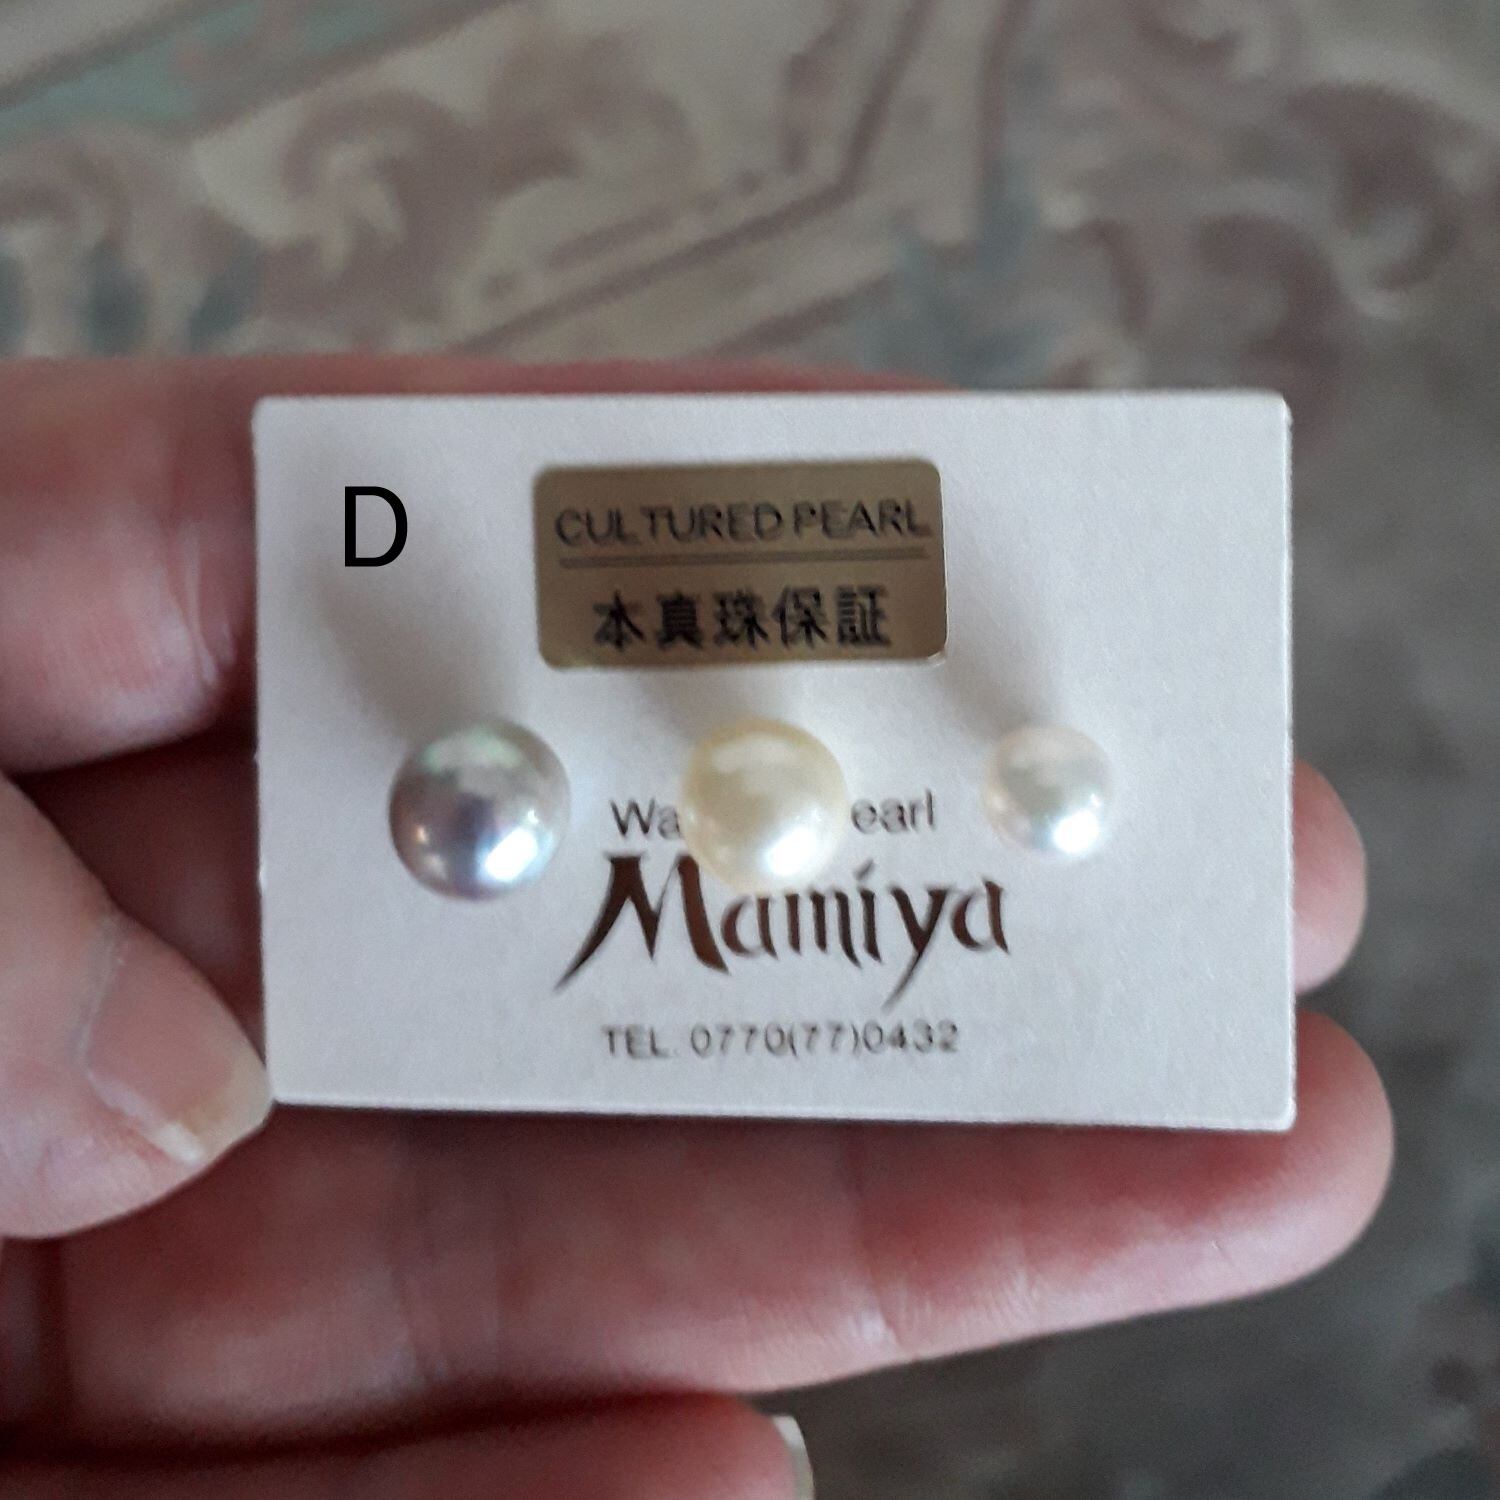 D
CULTURED PEARL
本真珠保証
Wa earl
Mamiya
TEL. 0770(77)0432